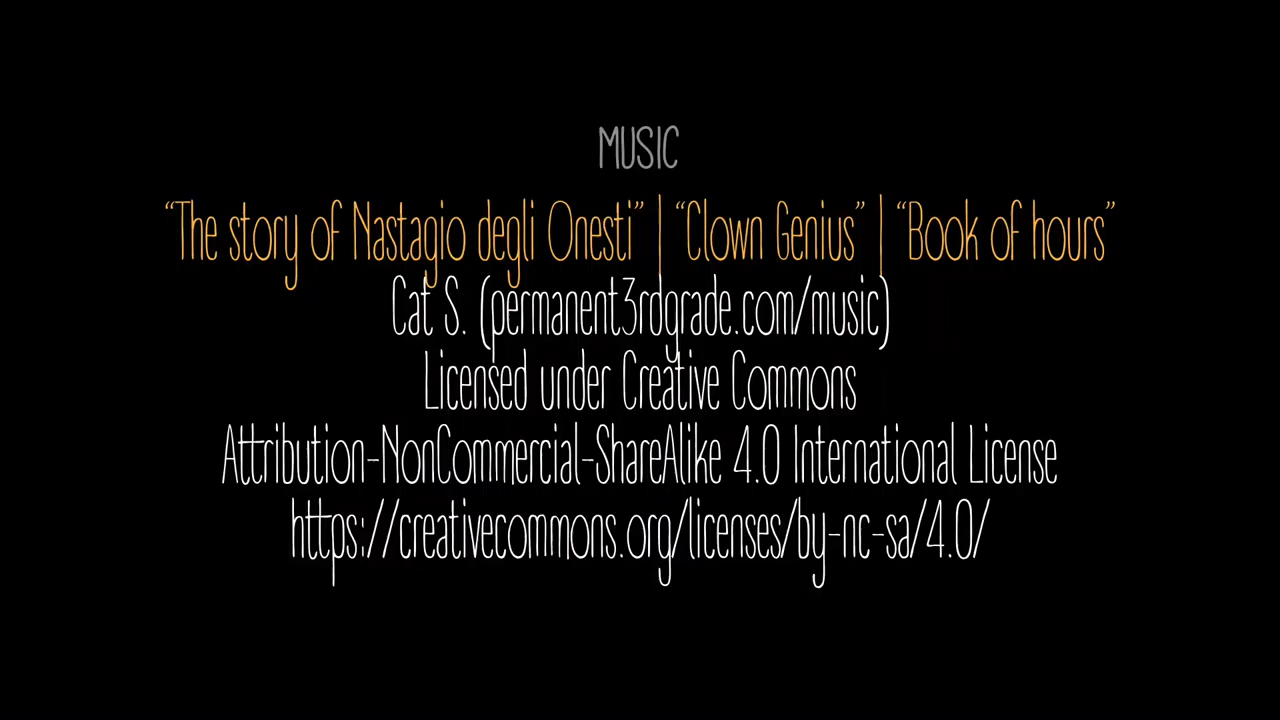 MUSIC
“The story of Nastagio degli Onesti” | “Clown Genius” | “Book of hours”
Cat S. (permanent3rdgrade.com/music)
Licensed under Creative Commons
Attribution-NonCommercial-ShareAlike 4.0 International License
https://creativecommons.org/licenses/by-nc-sa/4.0/